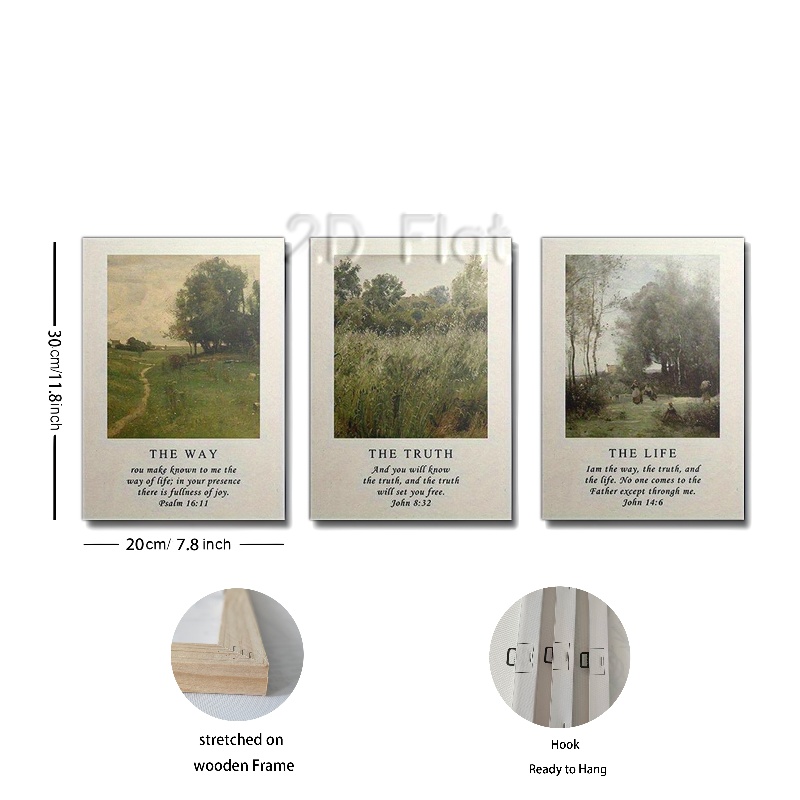 2D Flat
30cm/11.8inch
THE WAY
rou make known to me the
way of life; in your presence
there is fullness of joy.
Psalm 16:11
THE TRUTH
And you will know
the truth, and the truth
will set you free.
John 8:32
THE LIFE
Iam the way, the truth, and
the life. No one comes to the
Father except throngh me.
John 14:6
20cm/ 7.8 inch
stretched on
wooden Frame
Hook
Ready to Hang